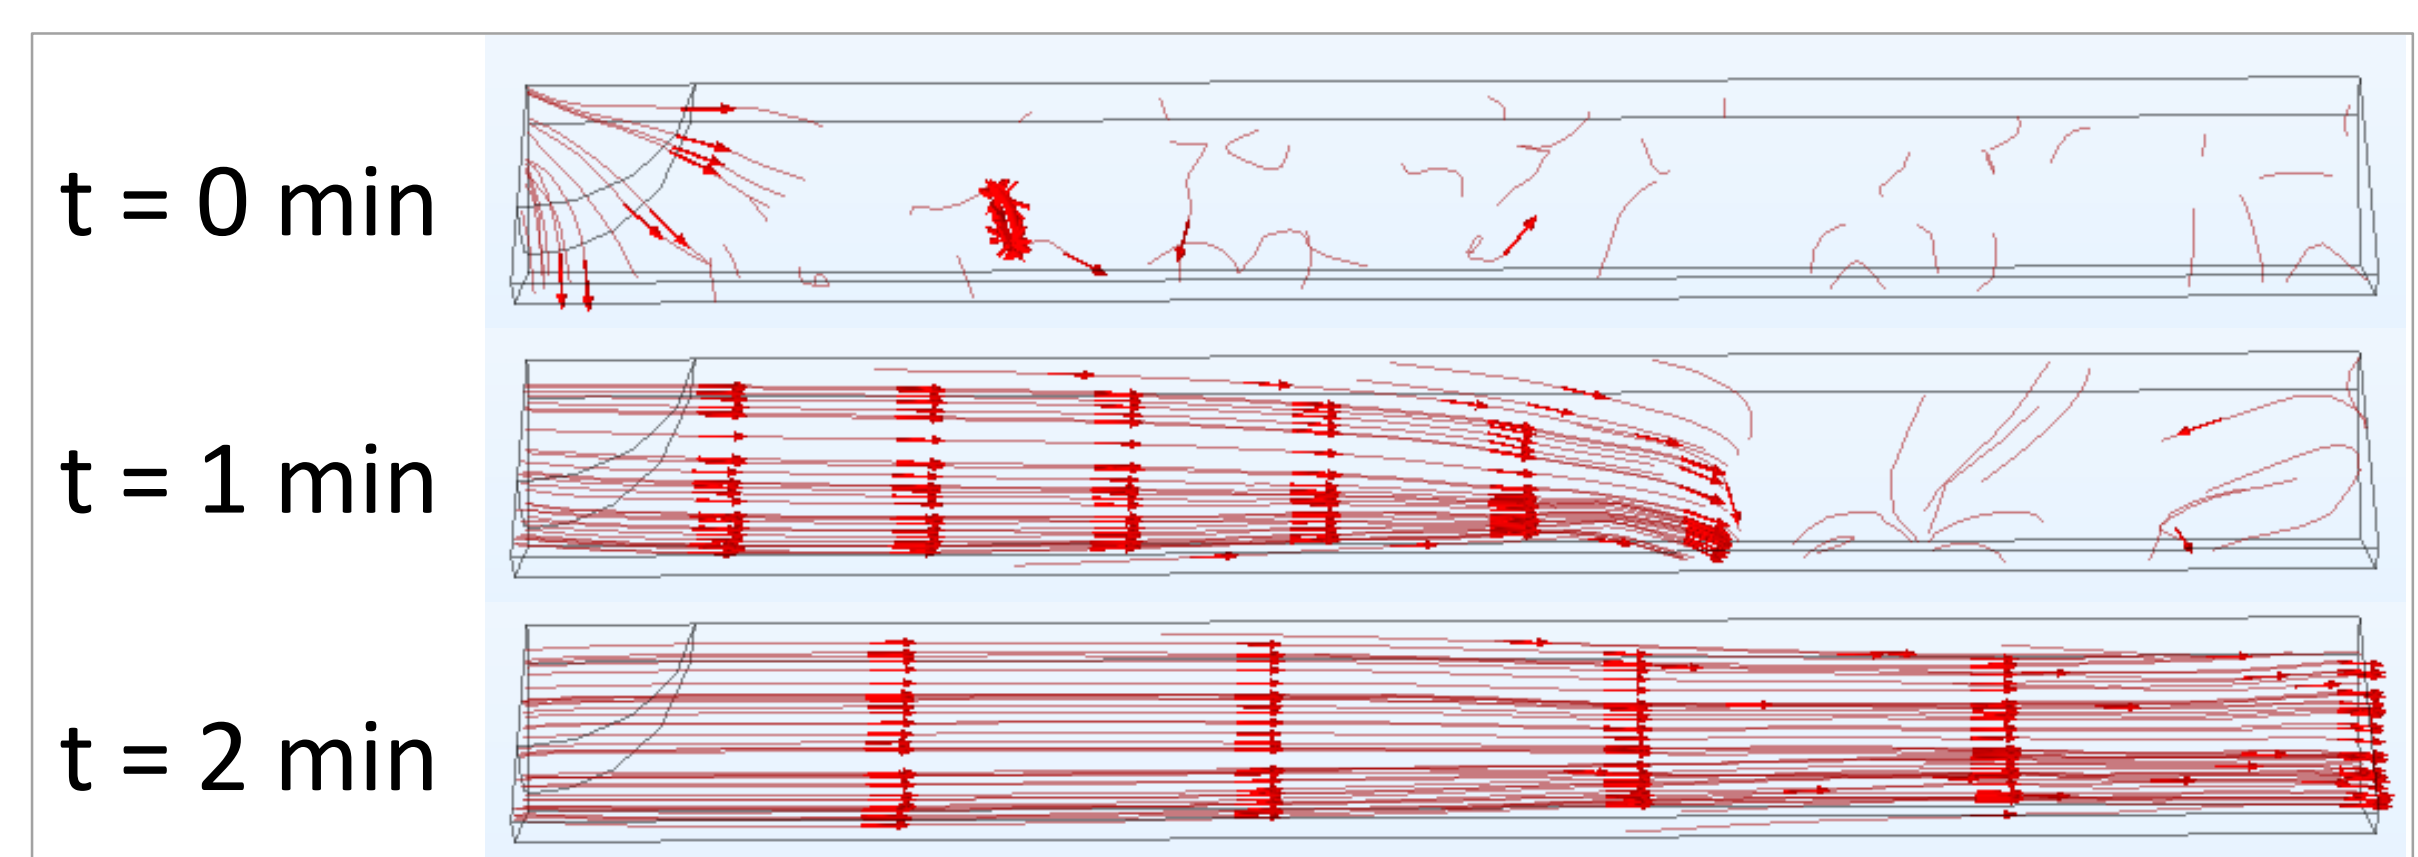 t = 0 min
t = 1 min
t = 2 min